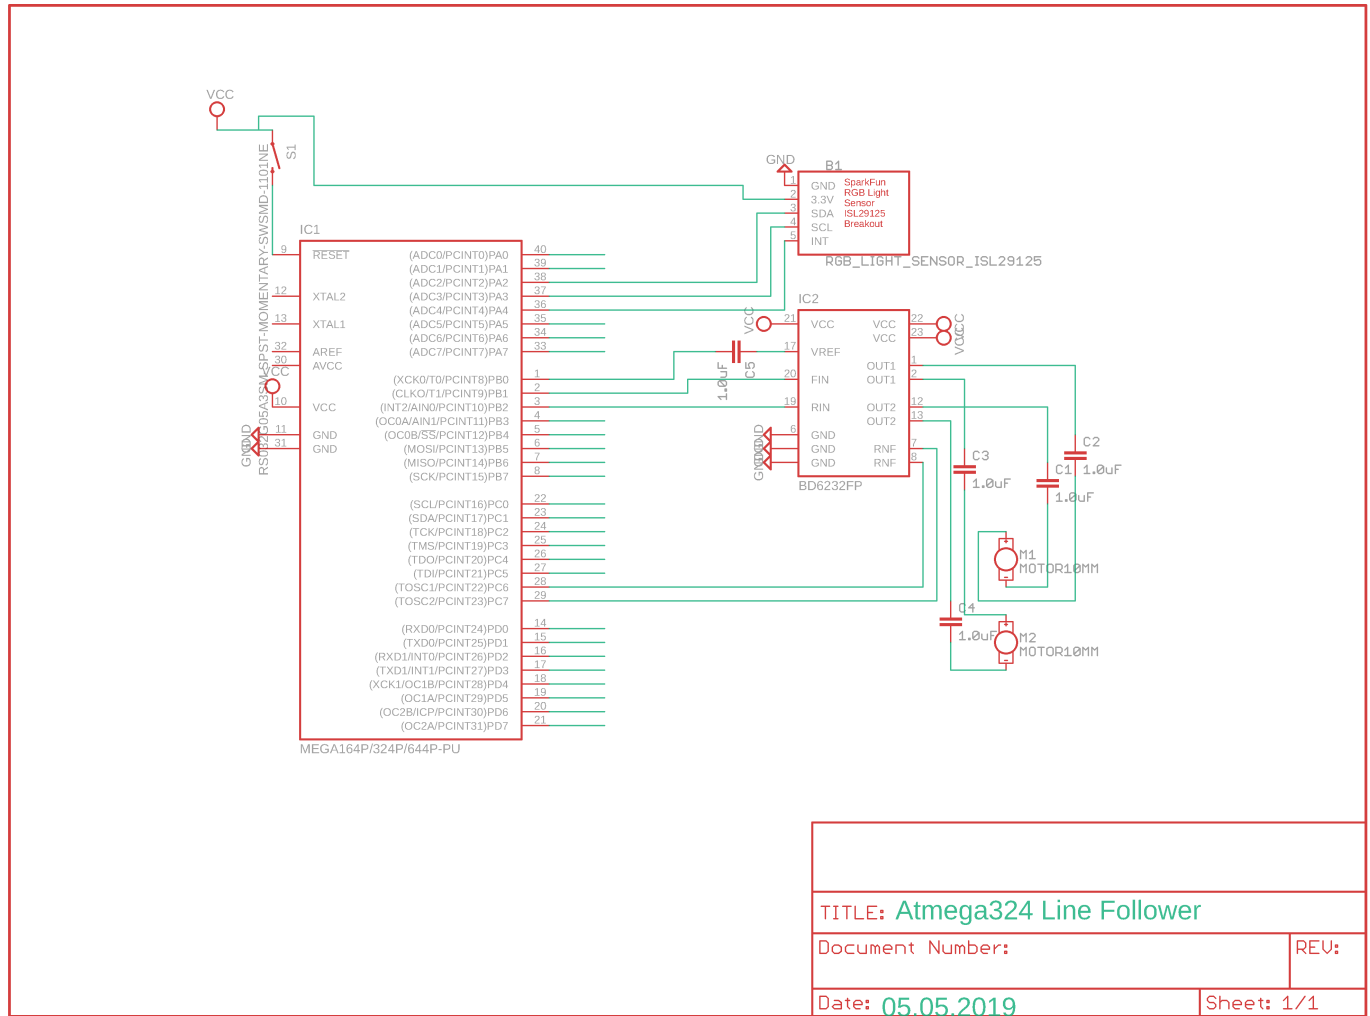 VCC
S1
RS032G05A3SM-SPST-MOMENTARY-SWSMD-1101NE
IC1
9 RESET
12 XTAL2
13 XTAL1
32 AREF
30 AVCC
VCC
10 VCC
11 GND
31 GND
GND
GND
(ADC0/PCINT0)PA0 40
(ADC1/PCINT1)PA1 39
(ADC2/PCINT2)PA2 38
(ADC3/PCINT3)PA3 37
(ADC4/PCINT4)PA4 36
(ADC5/PCINT5)PA5 35
(ADC6/PCINT6)PA6 34
(ADC7/PCINT7)PA7 33
(XCK0/T0/PCINT8)PB0 1
(CLKO/T1/PCINT9)PB1 2
(INT2/AIN0/PCINT10)PB2 3
(OC0A/AIN1/PCINT11)PB3 4
(OC0B/SS/PCINT12)PB4 5
(MOSI/PCINT13)PB5 6
(MISO/PCINT14)PB6 7
(SCK/PCINT15)PB7 8
(SCL/PCINT16)PC0 22
(SDA/PCINT17)PC1 23
(TCK/PCINT18)PC2 24
(TMS/PCINT19)PC3 25
(TDO/PCINT20)PC4 26
(TDI/PCINT21)PC5 27
(TOSC1/PCINT22)PC6 28
(TOSC2/PCINT23)PC7 29
(RXD0/PCINT24)PD0 14
(TXD0/PCINT25)PD1 15
(RXD1/INT0/PCINT26)PD2 16
(TXD1/INT1/PCINT27)PD3 17
(XCK1/OC1B/PCINT28)PD4 18
(OC1A/PCINT29)PD5 19
(OC2B/ICP/PCINT30)PD6 20
(OC2A/PCINT31)PD7 21
MEGA164P/324P/644P-PU
GND
B1
1 GND
2 3.3V
3 SDA
4 SCL
5 INT
SparkFun
RGB Light
Sensor
ISL29125
Breakout
RGB_LIGHT_SENSOR_ISL29125
IC2
VCC
21 VCC
17 VREF
20 FIN
19 RIN
6 GND
GND
GND
GND
GND
GND
VCC 22
VCC 23
VCC
VCC
OUT1 1
OUT1 2
OUT2 12
OUT2 13
RNF 7
RNF 8
BD6232FP
C5
1.0uF
C2
1.0uF
C1
1.0uF
C3
1.0uF
M1
MOTOR10MM
C4
1.0uF
M2
MOTOR10MM
TITLE: Atmega324 Line Follower
Document Number:
REV:
Date: 05.05.2019
Sheet: 1/1